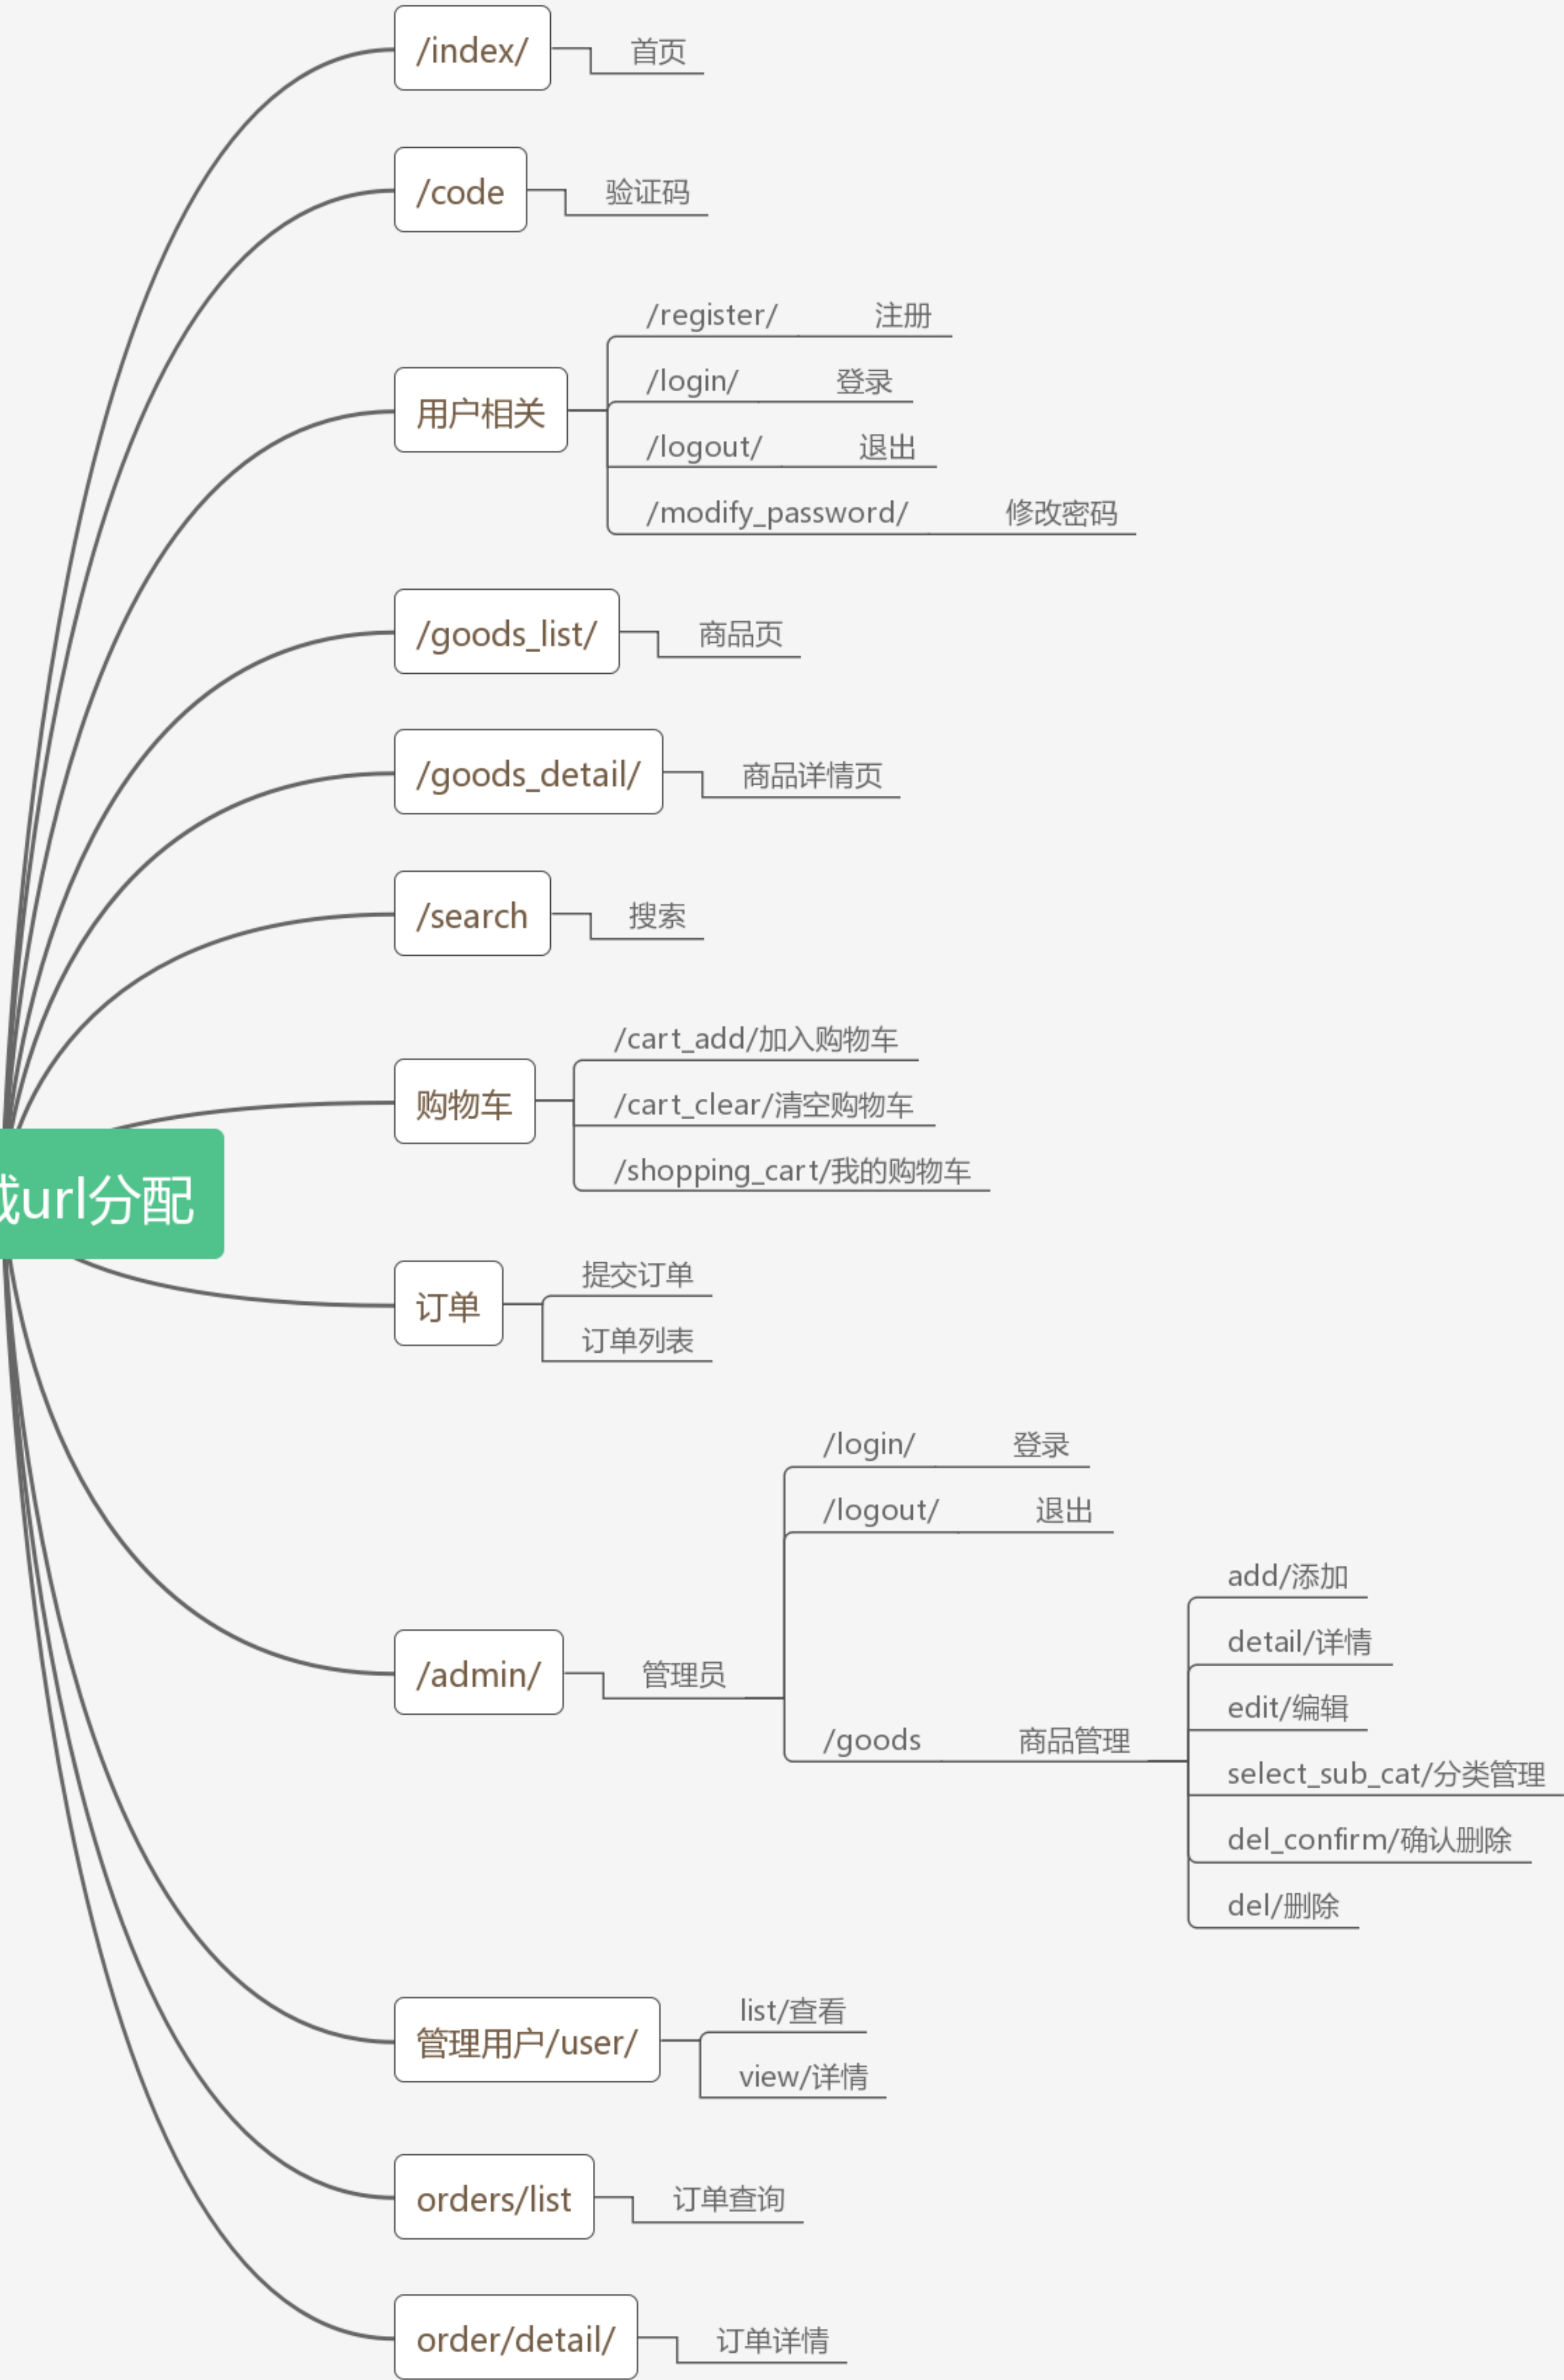 /index/ 首页
/code 验证码
/register/ 注册
/login/ 登录
用户相关
/logout/ 退出
/modify_password/ 修改密码
/goods_list/ 商品页
/goods_detail/ 商品详情页
/search 搜索
/cart_add/加入购物车
购物车 /cart_clear/清空购物车
/shopping_cart/我的购物车
url分配
提交订单
订单
订单列表
/login/ 登录
/logout/ 退出
add/添加
detail/详情
/admin/ 管理员
edit/编辑
/goods 商品管理
select_sub_cat/分类管理
del_confirm/确认删除
del/删除
list/查看
管理用户/user/
view/详情
orders/list 订单查询
order/detail/ 订单详情